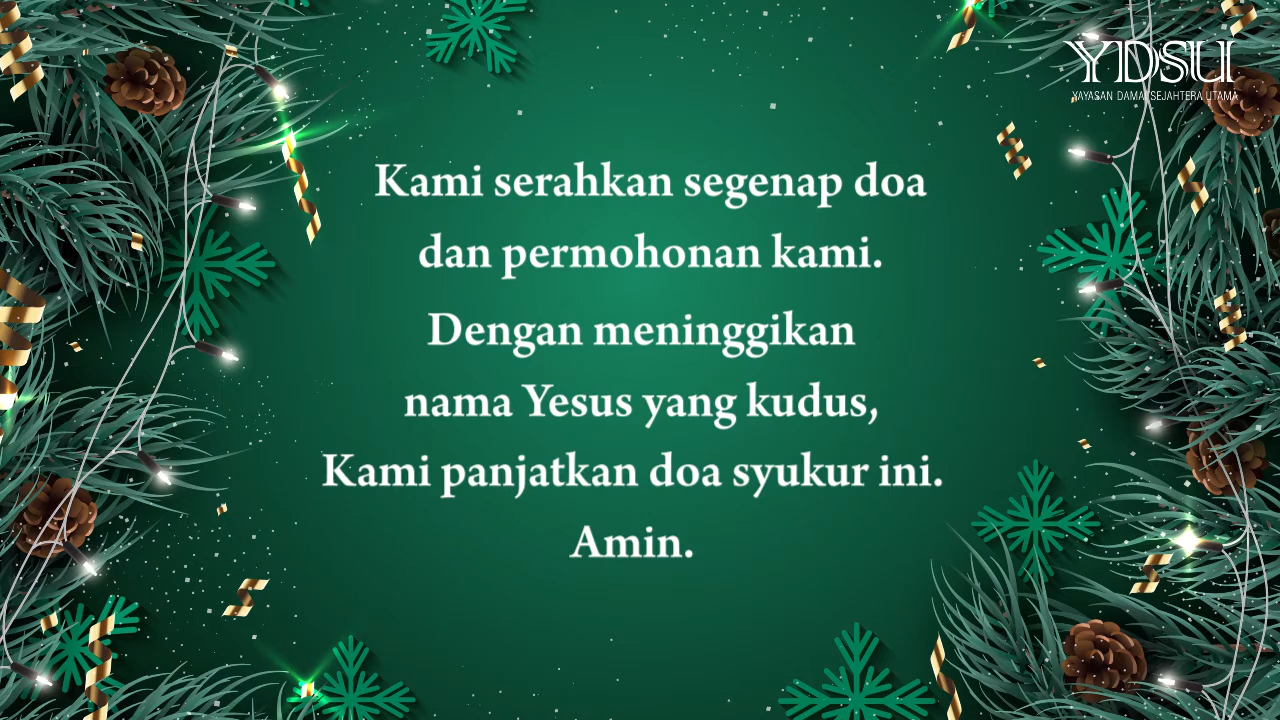 YDSU
YAYASAN DAMAI SEJAHTERA UTAMA
Kami serahkan segenap doa
dan permohonan kami.
Dengan meninggikan
nama Yesus yang kudus,
Kami panjatkan doa syukur ini.
Amin.